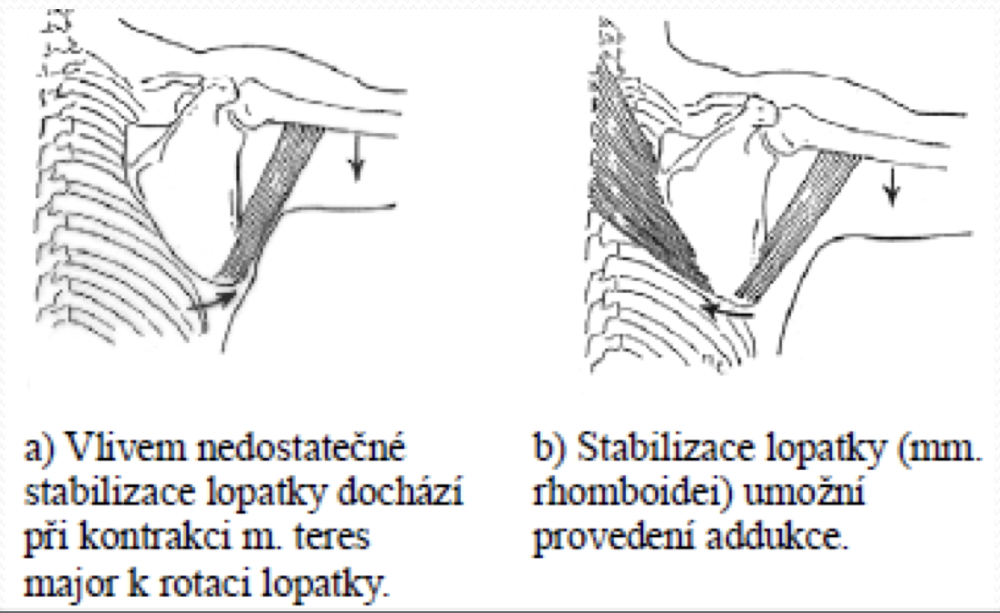 a) Vlivem nedostatečné
stabilizace lopatky dochází
při kontrakci m. teres
major k rotaci lopatky.
b) Stabilizace lopatky (mm.
rhomboidei) umožní
provedení addukce.